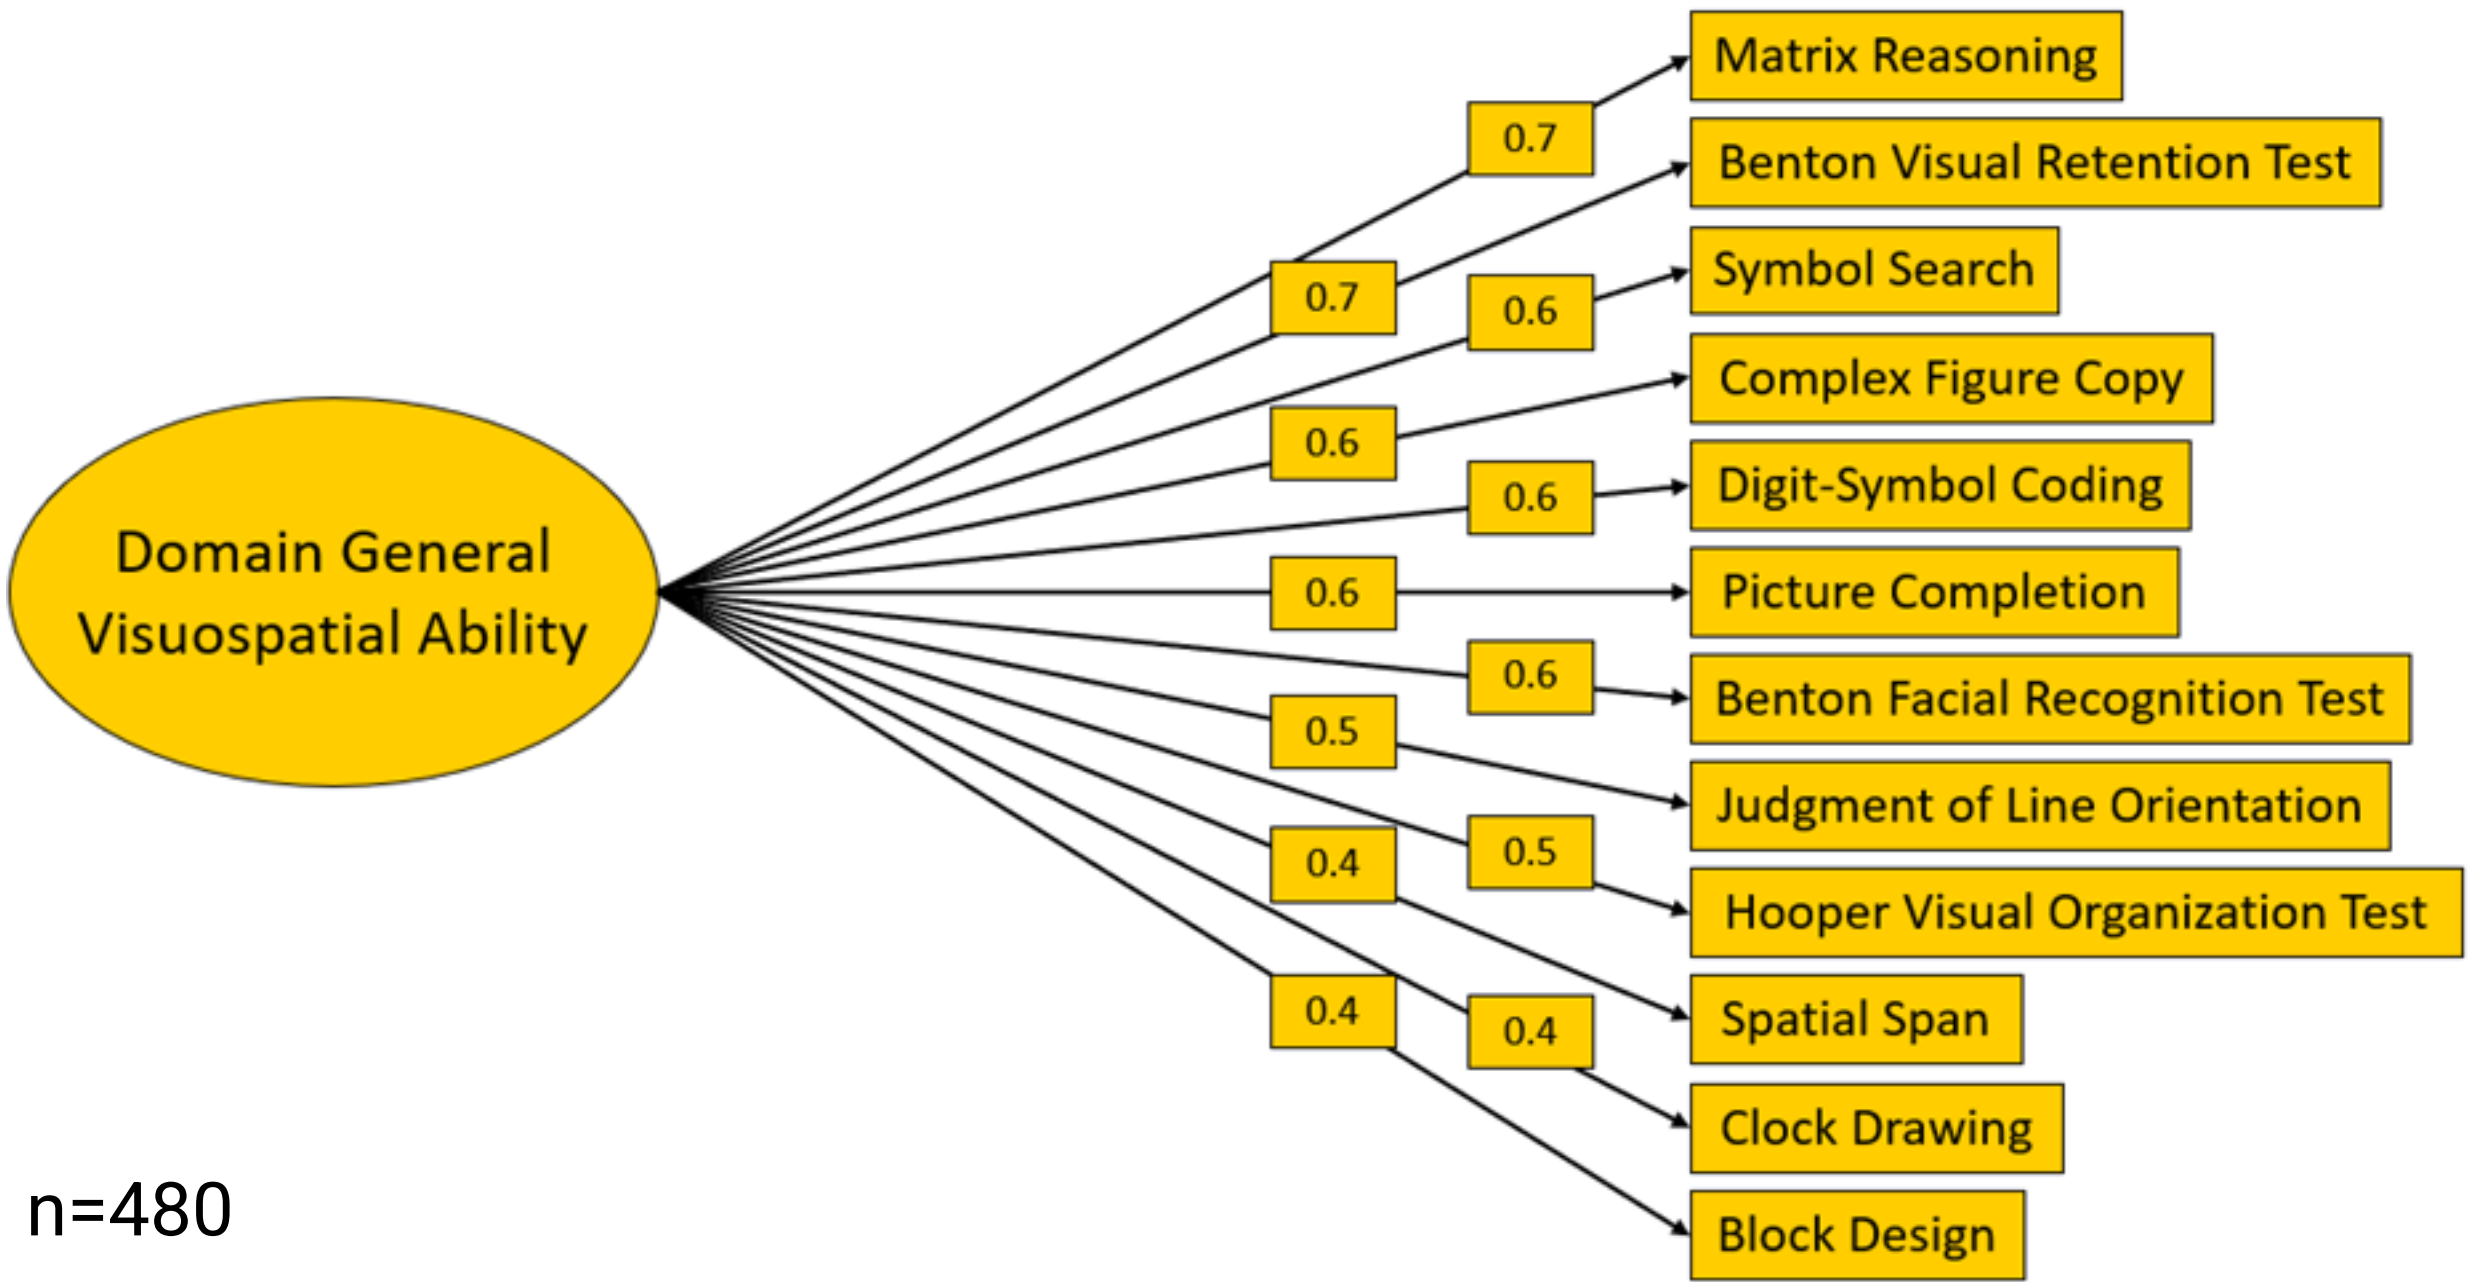 Domain General
Visuospatial Ability
0.7
0.7
0.6
0.6
0.6
0.6
0.6
0.5
0.5
0.4
0.4
0.4
Matrix Reasoning
Benton Visual Retention Test
Symbol Search
Complex Figure Copy
Digit-Symbol Coding
Picture Completion
Benton Facial Recognition Test
Judgment of Line Orientation
Hooper Visual Organization Test
Spatial Span
Clock Drawing
Block Design
n=480